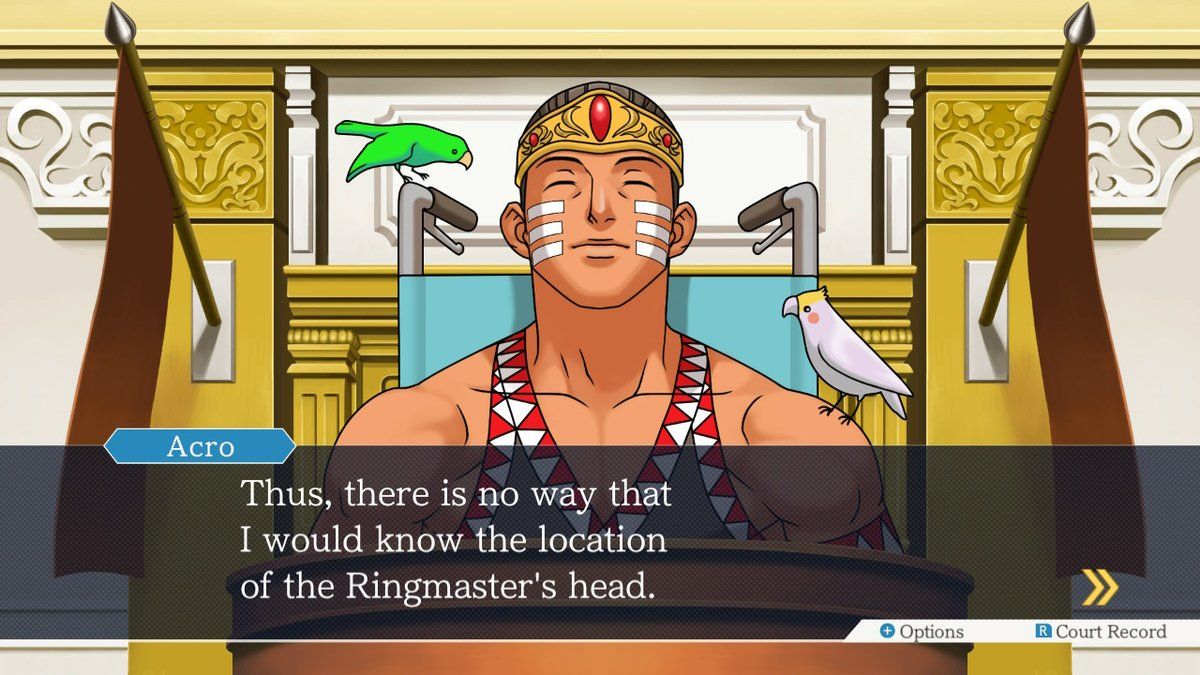 Acro
Thus, there is no way that
I would know the location
of the Ringmaster's head.
+ Options
R Court Record